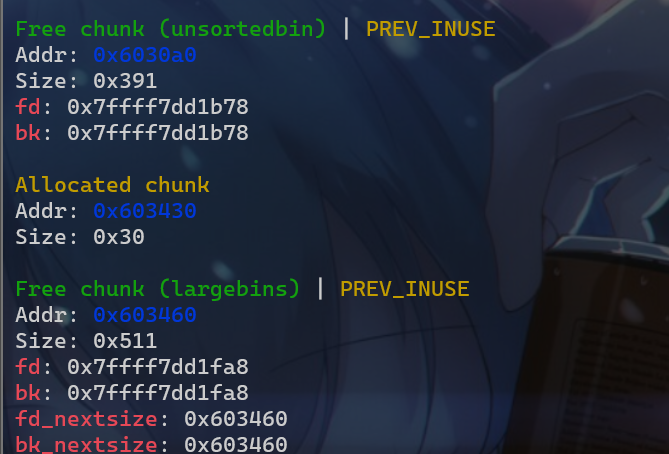 Free chunk (unsortedbin) | PREV_INUSE
Addr: 0x6030a0
Size: 0x391
fd: 0x7ffff7dd1b78
bk: 0x7ffff7dd1b78
Allocated chunk
Addr: 0x603430
Size: 0x30
Free chunk (largebins) | PREV_INUSE
Addr: 0x603460
Size: 0x511
fd: 0x7ffff7dd1fa8
bk: 0x7ffff7dd1fa8
fd_nextsize: 0x603460
bk_nextsize: 0x603460